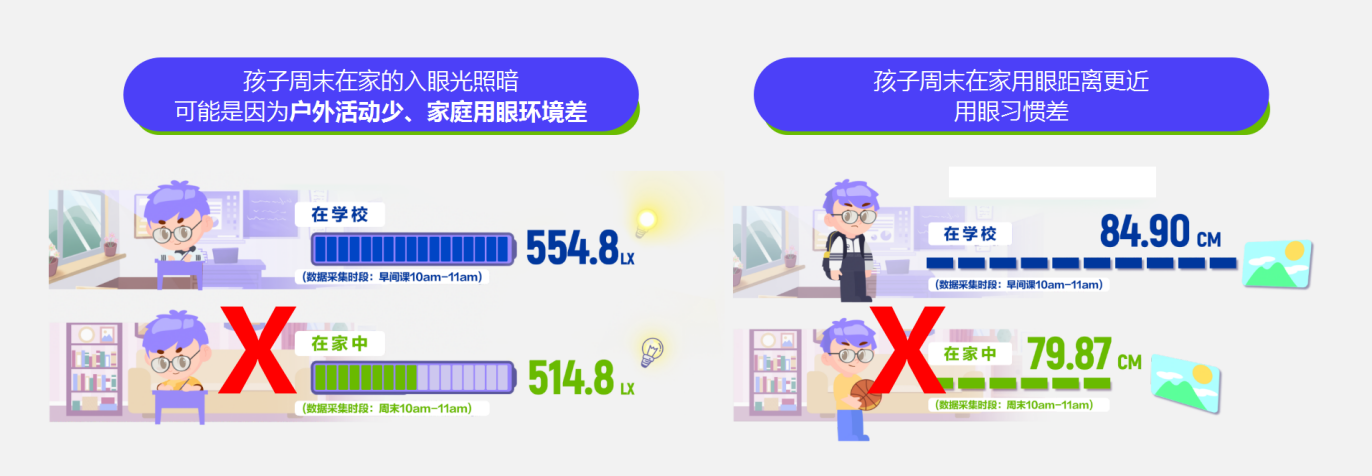 孩子周末在家的入眼光照暗
可能是因为户外活动少、家庭用眼环境差
在学校
554.8LX
(数据采集时段：早间课10am-11am)
X
在家中
514.8 LX
(数据采集时段：周末10am-11am)
孩子周末在家用眼距离更近
用眼习惯差
在学校
84.90 CM
(数据采集时段：早间课10am-11am)
X
在家中
79.87 CM
(数据采集时段：周末10am-11am)